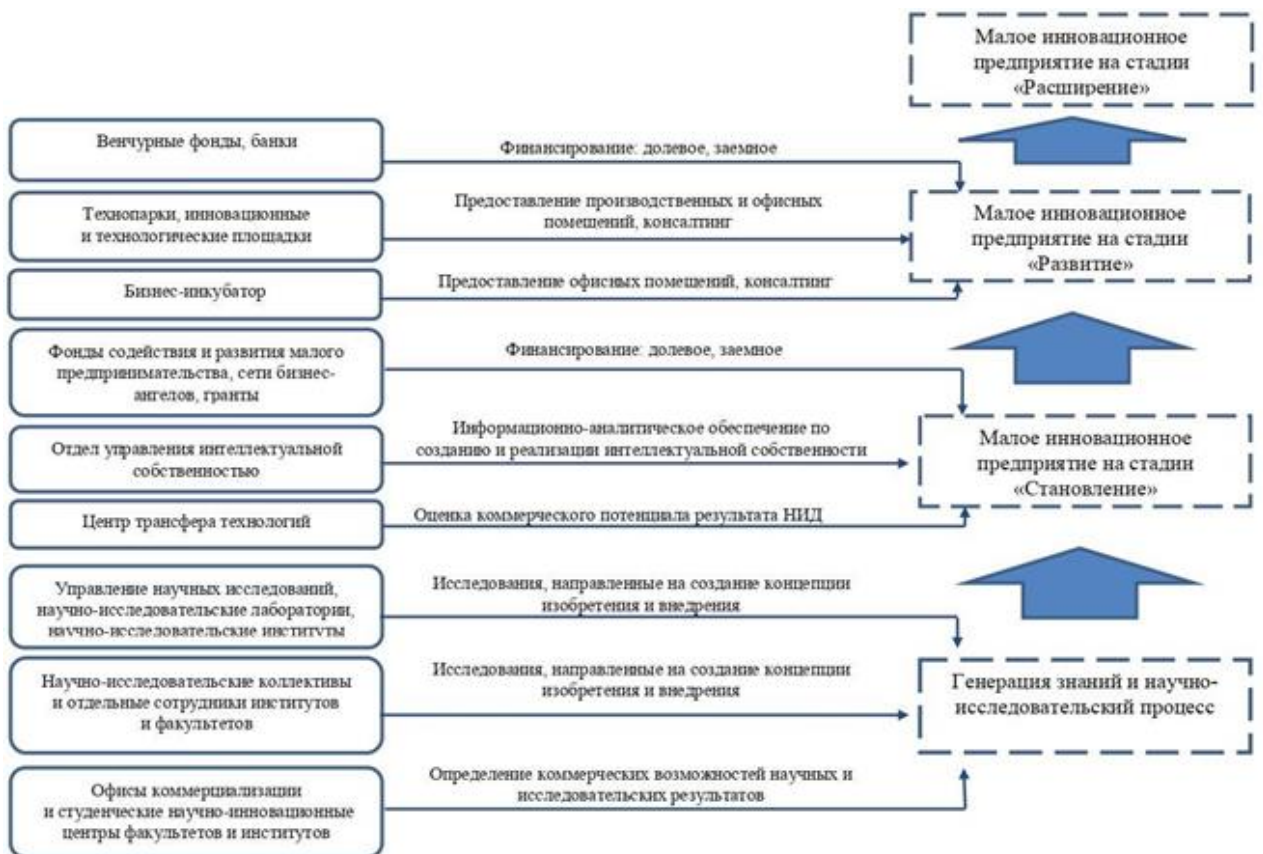 Малое инновационное
предприятие на стадии
«Расширение»
Венчурные фонды, банки
Финансирование: долевое, заемное
Технопарки, инновационные
и технологические площадки
Предоставление производственных и офисных
помещений, консалтинг
Малое инновационное
предприятие на стадии
«Развитие»
Бизнес-инкубатор
Предоставление офисных помещений, консалтинг
Фонды содействия и развития малого
предпринимательства, сети бизнес-
ангелов, гранты
Финансирование: долевое, заемное
Отдел управления интеллектуальной
собственностью
Информационно-аналитическое обеспечение по
созданию и реализации интеллектуальной собственности
Малое инновационное
предприятие на стадии
«Становление»
Центр трансфера технологий
Оценка коммерческого потенциала результата НИД
Управление научных исследований,
научно-исследовательские лаборатории,
научно-исследовательские институты
Исследования, направленные на создание концепции
изобретения и внедрения
Научно-исследовательские коллективы
и отдельные сотрудники институтов
и факультетов
Исследования, направленные на создание концепции
изобретения и внедрения
Генерация знаний и научно-
исследовательский процесс
Офисы коммерциализации
и студенческие научно-инновационные
центры факультетов и институтов
Определение коммерческих возможностей научных и
исследовательских результатов